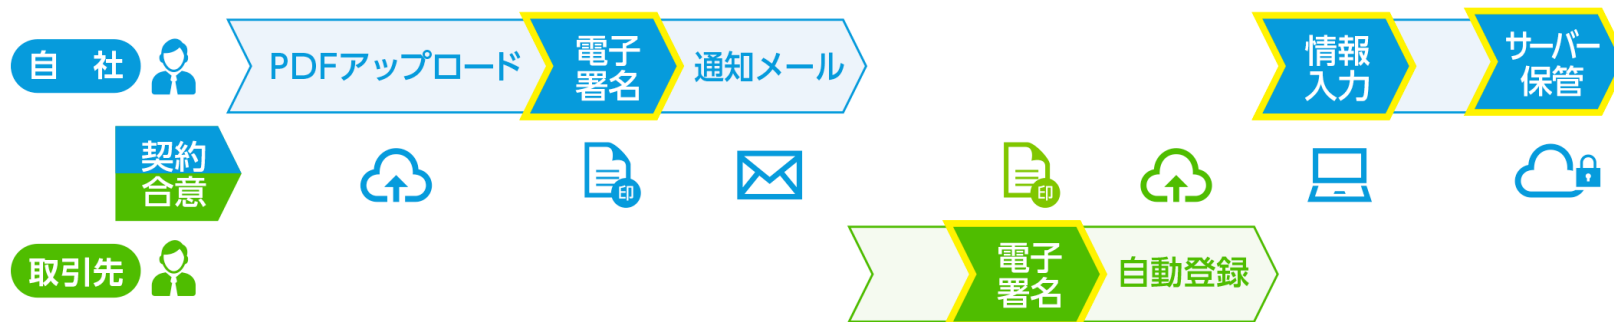 自 社
PDFアップロード
電子
署名
通知メール
情報
入力
サーバー
保管
契約
合意
印
印
取引先
電子
署名
自動登録